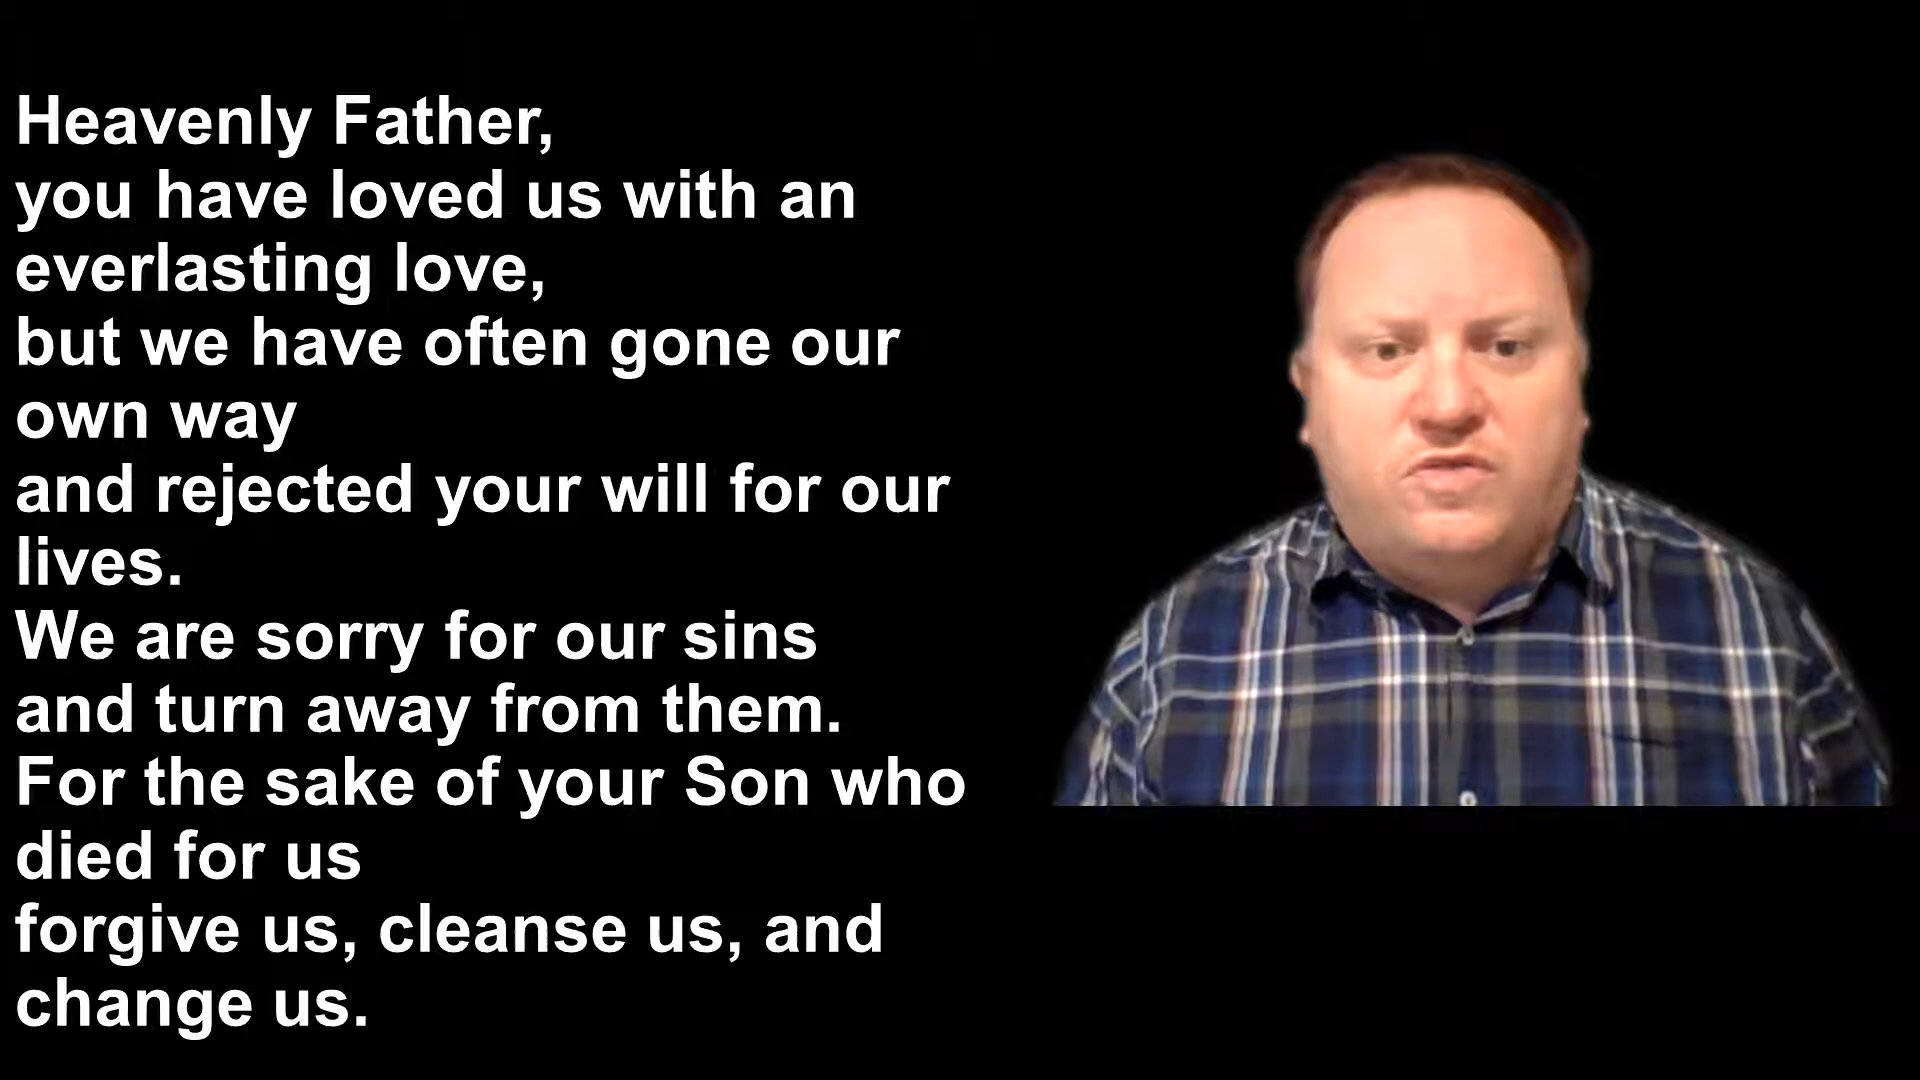 Heavenly Father,
you have loved us with an
everlasting love,
but we have often gone our
own way
and rejected your will for our
lives.
We are sorry for our sins
and turn away from them.
For the sake of your Son who
died for us
forgive us, cleanse us, and
change us.